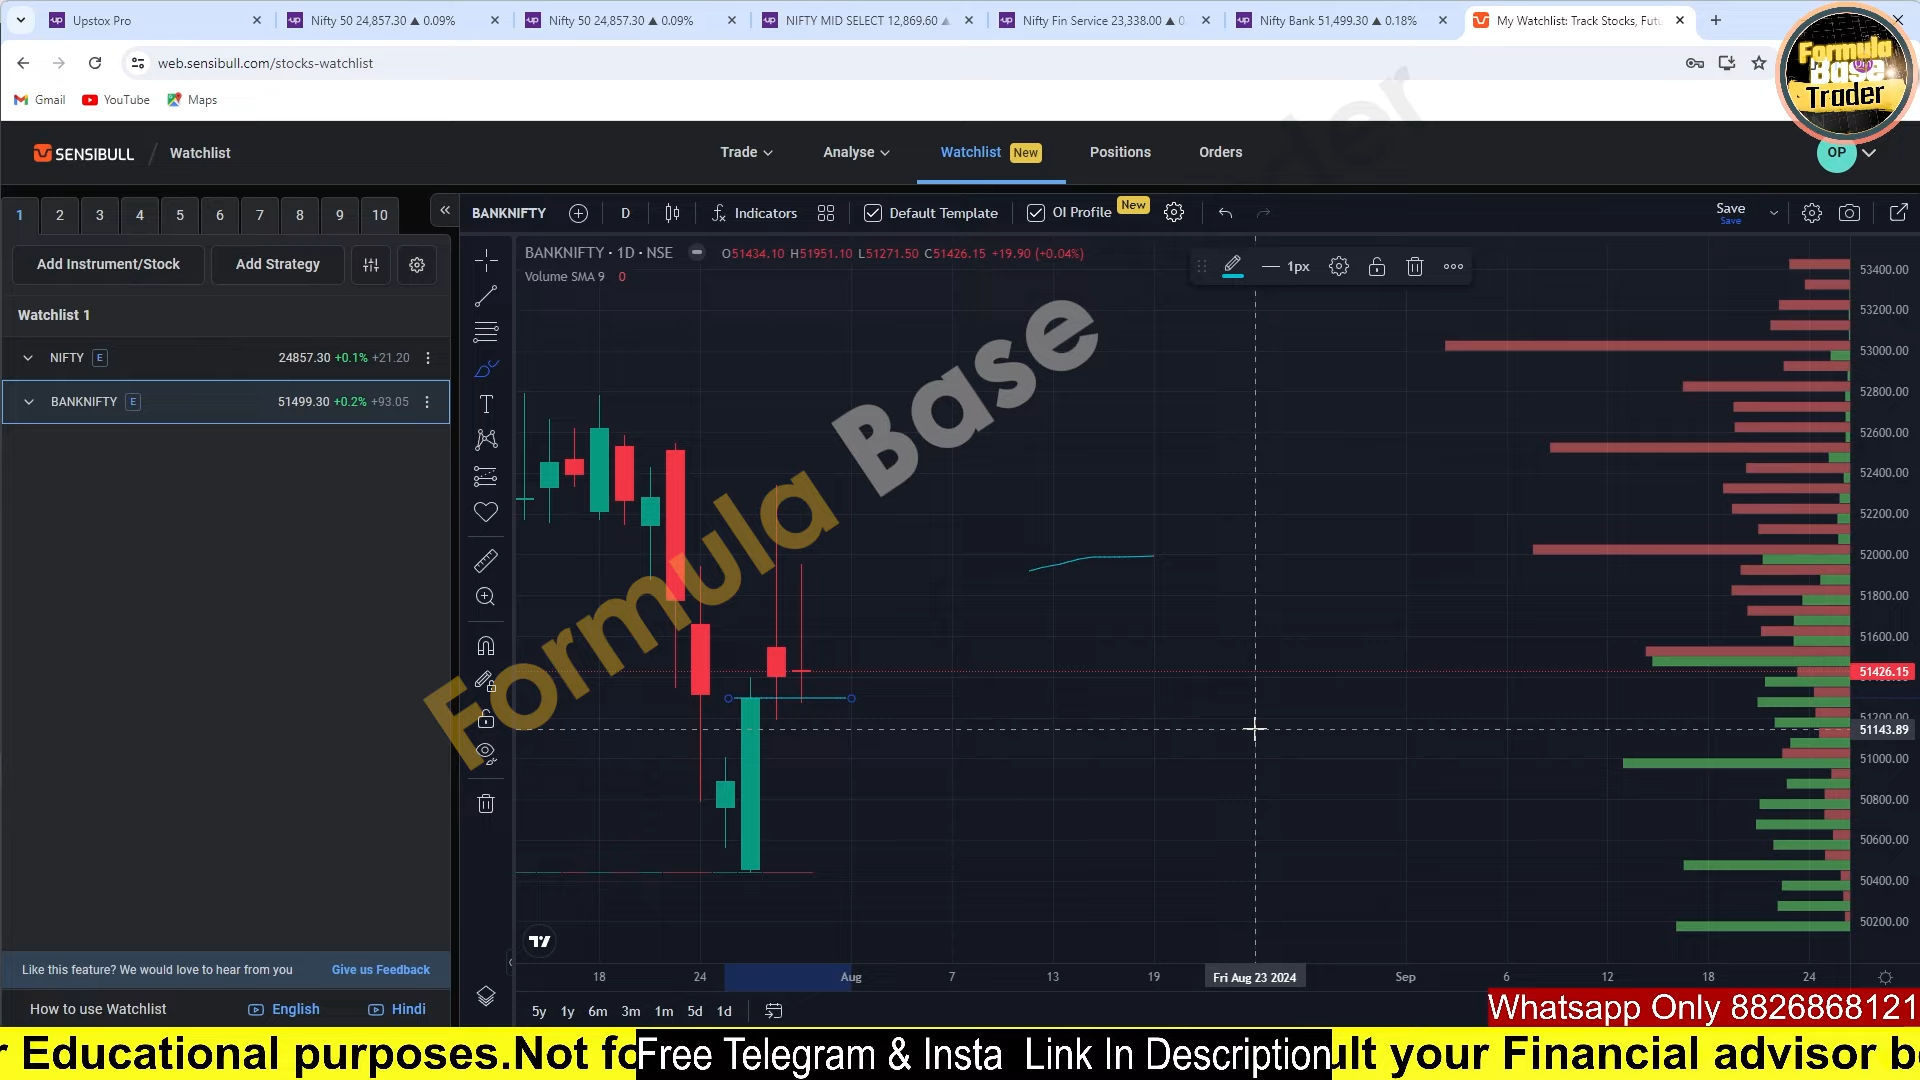 Upstox Pro
Nifty 50 24,857.30 ▲ 0.09%
Nifty 50 24,857.30 ▲ 0.09%
NIFTY MID SELECT 12,869.60
Nifty Fin Service 23,338.00 ▲ 0
Nifty Bank 51,499.30 ▲ 0.18%
My Watchlist: Track Stocks, Futu
web.sensibull.com/stocks-watchlist
Gmail
YouTube
Maps
Formula
Base
Trader
SENSIBULL / Watchlist
Trade
Analyse
Watchlist New
Positions
Orders
OP
1 2 3 4 5 6 7 8 9 10
BANKNIFTY
D
Indicators
Default Template
OI Profile New
Save
Save
Add Instrument/Stock
Add Strategy
BANKNIFTY · 1D · NSE
O51434.10 H51951.10 L51271.50 C51426.15 +19.90 (+0.04%)
Volume SMA 9 0
1px
Watchlist 1
NIFTY E 24857.30 +0.1% +21.20
BANKNIFTY E 51499.30 +0.2% +93.05
Formula Base
53400.00
53200.00
53000.00
52800.00
52600.00
52400.00
52200.00
52000.00
51800.00
51600.00
51426.15
51200.00
51143.89
51000.00
50800.00
50600.00
50400.00
50200.00
18 24 Aug 7 13 19 Fri Aug 23 2024 Sep 6 12 18 24
Like this feature? We would love to hear from you
Give us Feedback
How to use Watchlist
English
Hindi
5y 1y 6m 3m 1m 5d 1d
Whatsapp Only 8826868121
r Educational purposes.Not fo
Free Telegram & Insta Link In Description
ult your Financial advisor b